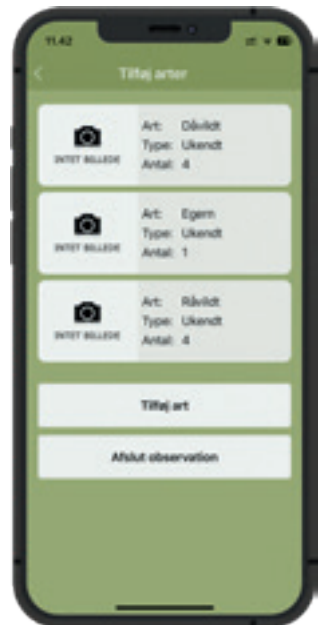 11.42
Tilføj arter
Art: Dåvildt
Type: Ukendt
Antal: 4
INTET BILLEDE
Art: Egern
Type: Ukendt
Antal: 1
INTET BILLEDE
Art: Råvildt
Type: Ukendt
Antal: 4
INTET BILLEDE
Tilføj art
Afslut observation